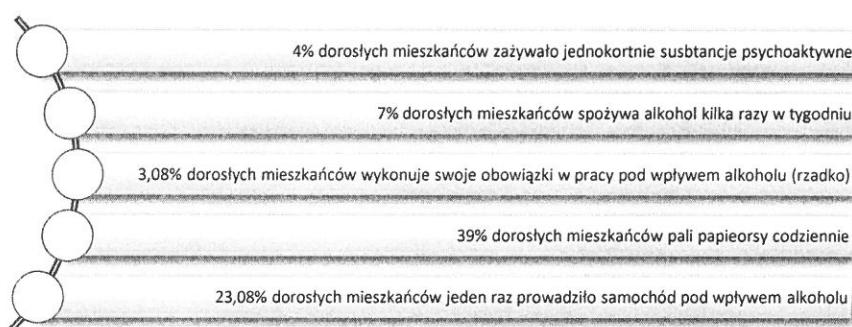 4% dorosłych mieszkańców zażywało jednokortnie susbtancje psychoaktywne
7% dorosłych mieszkańców spożywa alkohol kilka razy w tygodniu
3,08% dorosłych mieszkańców wykonuje swoje obowiązki w pracy pod wpływem alkoholu (rzadko)
39% dorosłych mieszkańców pali papieorsy codziennie
23,08% dorosłych mieszkańców jeden raz prowadziło samochód pod wpływem alkoholu